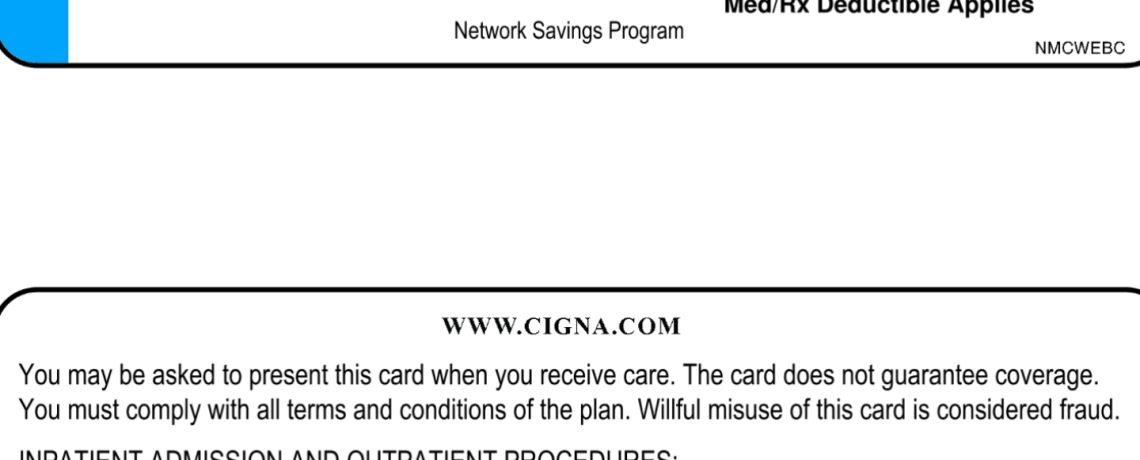 Med/Rx Deductible Applies
Network Savings Program
NMCWEBC
WWW.CIGNA.COM
You may be asked to present this card when you receive care. The card does not guarantee coverage.
You must comply with all terms and conditions of the plan. Willful misuse of this card is considered fraud.
INPATIENT ADMISSION AND OUTPATIENT PROCEDURES: